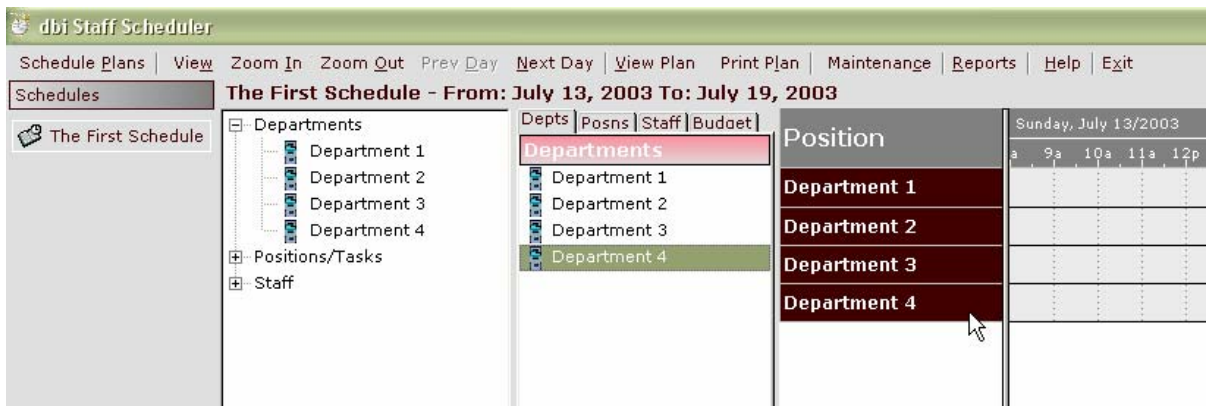 dbi Staff Scheduler
Schedule Plans View Zoom In Zoom Out Prev Day Next Day View Plan Print Plan Maintenance Reports Help Exit
Schedules
The First Schedule - From: July 13, 2003 To: July 19, 2003
The First Schedule
Departments
Department 1
Department 2
Department 3
Department 4
Positions/Tasks
Staff
Depts Posns Staff Budget
Departments
Department 1
Department 2
Department 3
Department 4
Position
Department 1
Department 2
Department 3
Department 4
Sunday, July 13/2003
a 9a 10a 11a 12p